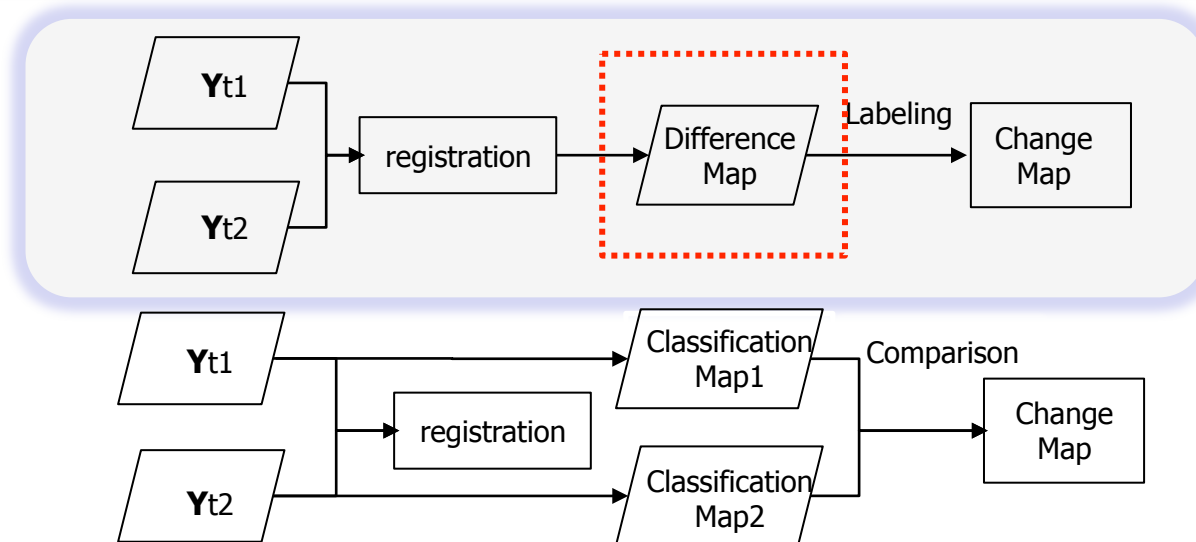 Yt1
registration
Difference
Map
Labeling
Change
Map
Yt2
Yt1
Classification
Map1
Comparison
registration
Change
Map
Yt2
Classification
Map2